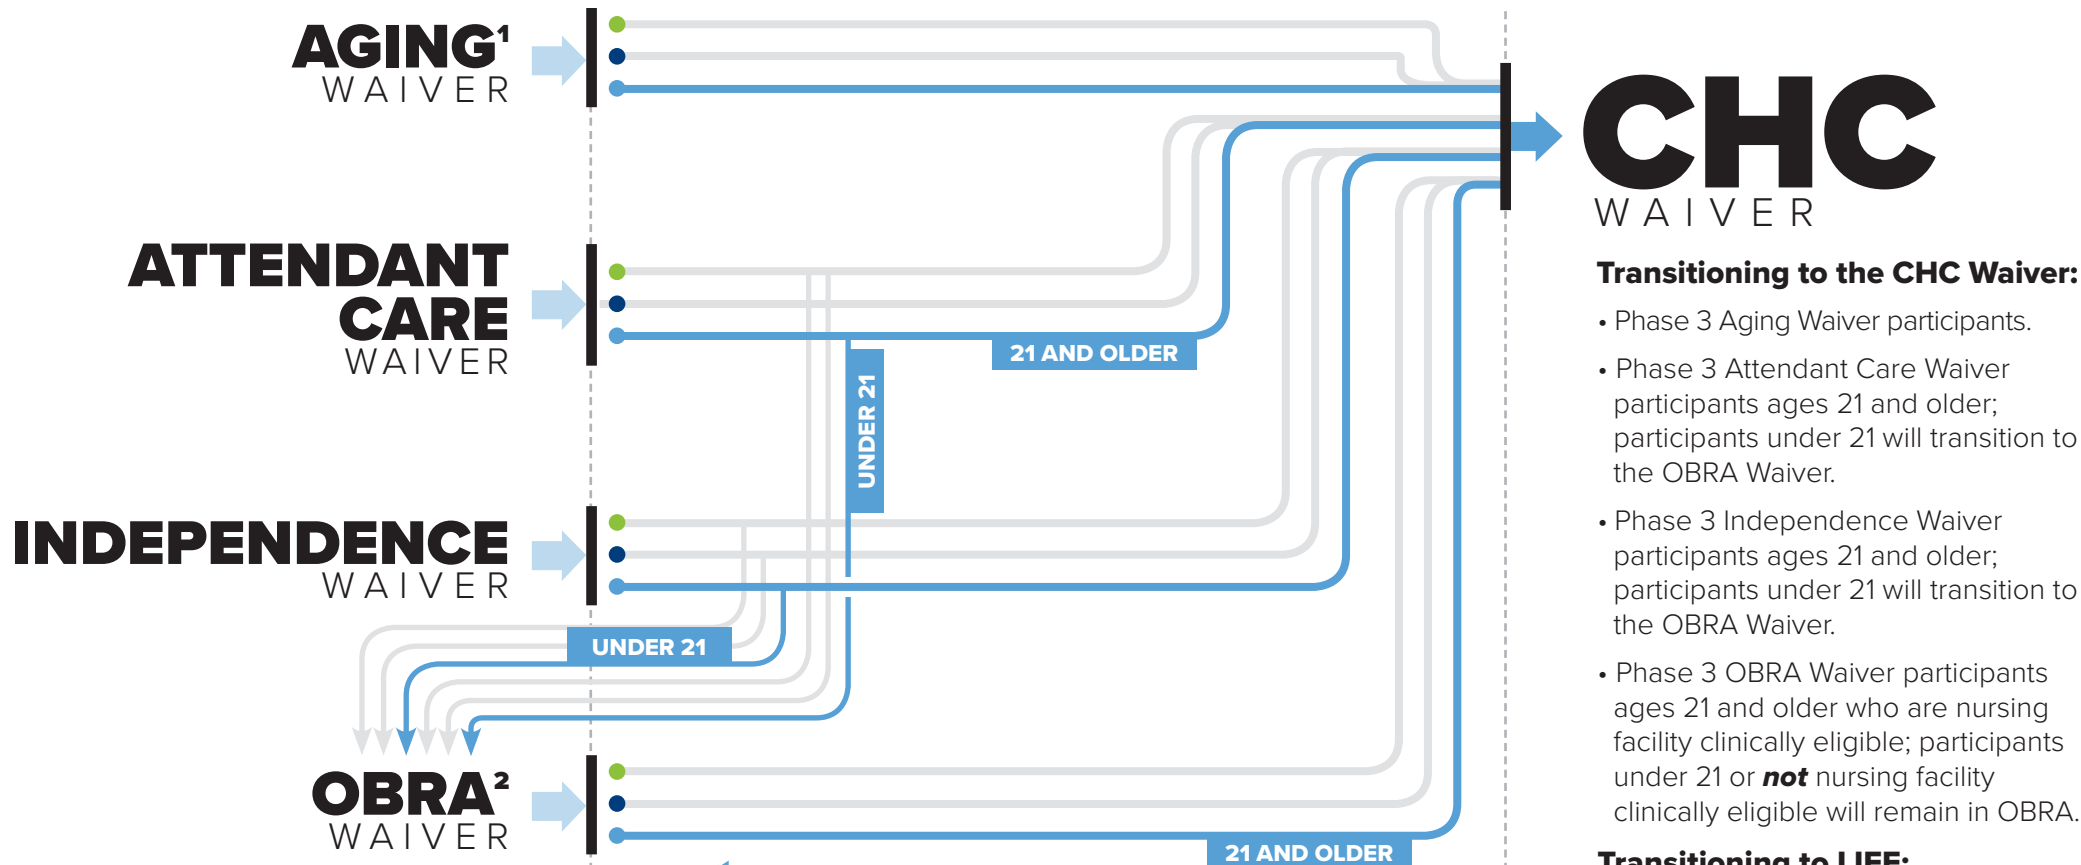 AGING¹
WAIVER
ATTENDANT
CARE
WAIVER
21 AND OLDER
UNDER 21
INDEPENDENCE
WAIVER
UNDER 21
OBRA²
WAIVER
21 AND OLDER
CHC
WAIVER
Transitioning to the CHC Waiver:
• Phase 3 Aging Waiver participants.
• Phase 3 Attendant Care Waiver
participants ages 21 and older;
participants under 21 will transition to
the OBRA Waiver.
• Phase 3 Independence Waiver
participants ages 21 and older;
participants under 21 will transition to
the OBRA Waiver.
• Phase 3 OBRA Waiver participants
ages 21 and older who are nursing
facility clinically eligible; participants
under 21 or not nursing facility
clinically eligible will remain in OBRA.
Transitioning to LIFE: